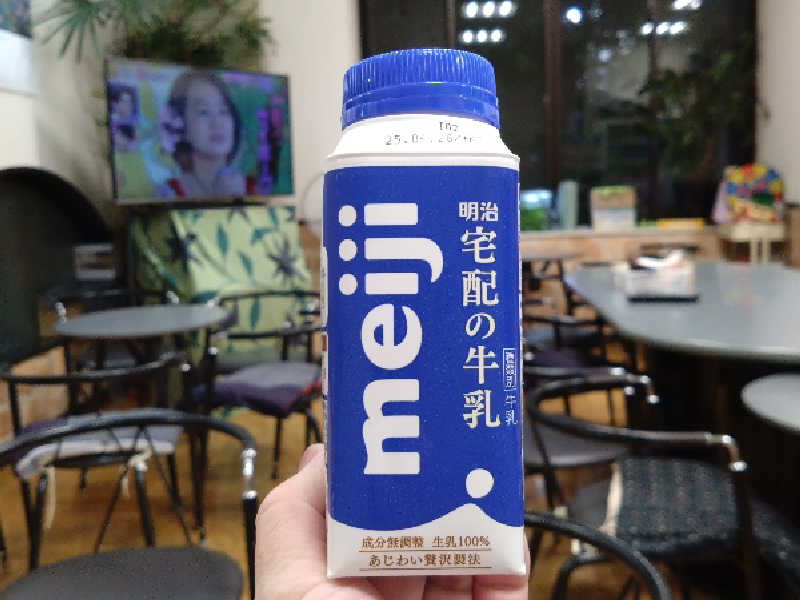 meiji
明治
宅配の牛乳
種類別 牛乳
成分無調整 生乳100%
あじわい贅沢製法